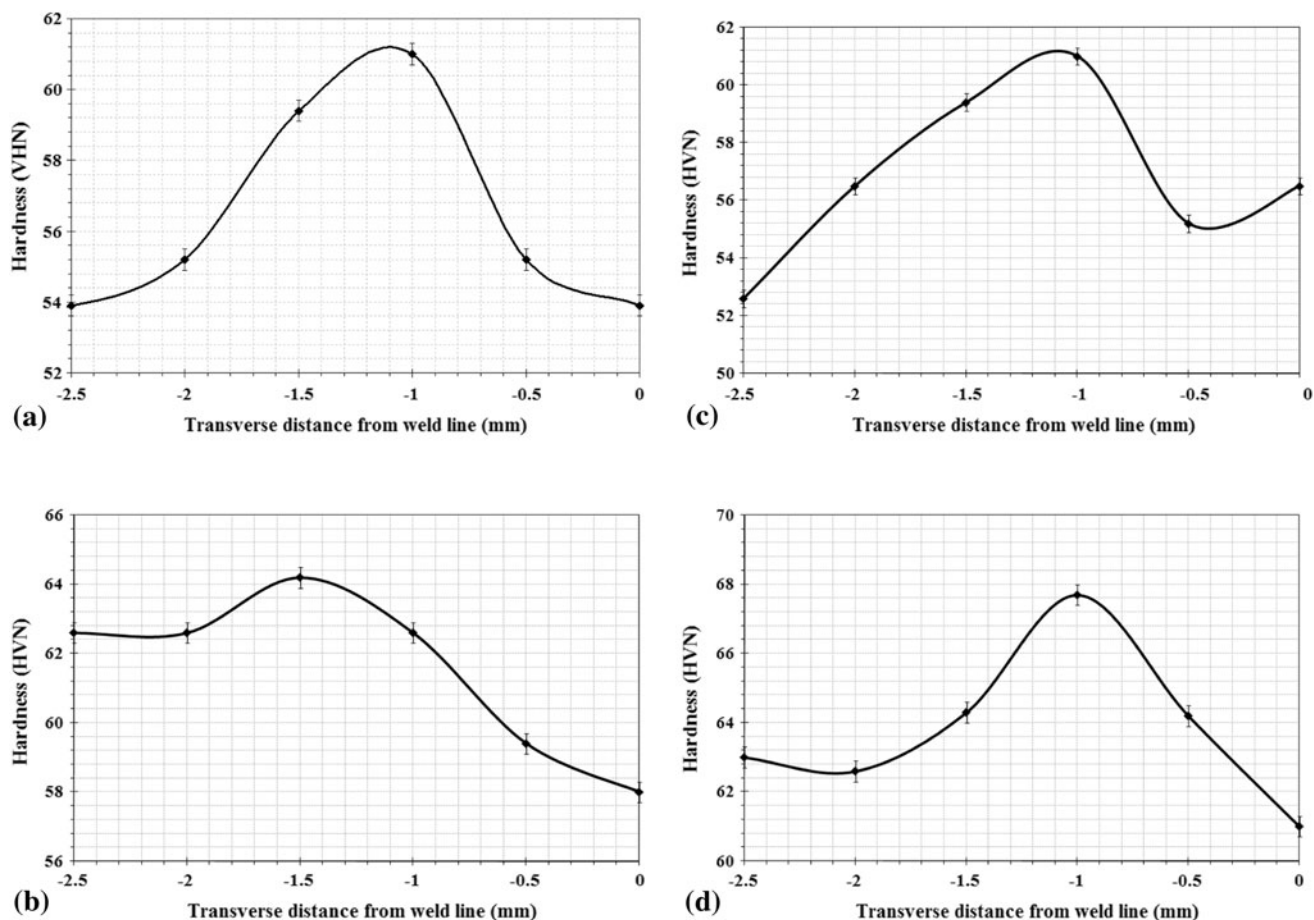 62
60
58
56
54
52
Hardness (VHN)
-2.5 -2 -1.5 -1 -0.5 0
Transverse distance from weld line (mm)
(a)
62
60
58
56
54
52
50
Hardness (HVN)
-2.5 -2 -1.5 -1 -0.5 0
Transverse distance from weld line (mm)
(c)
66
64
62
60
58
56
Hardness (HVN)
-2.5 -2 -1.5 -1 -0.5 0
Transverse distance from weld line (mm)
(b)
70
68
66
64
62
60
Hardness (HVN)
-2.5 -2 -1.5 -1 -0.5 0
Transverse distance from weld line (mm)
(d)